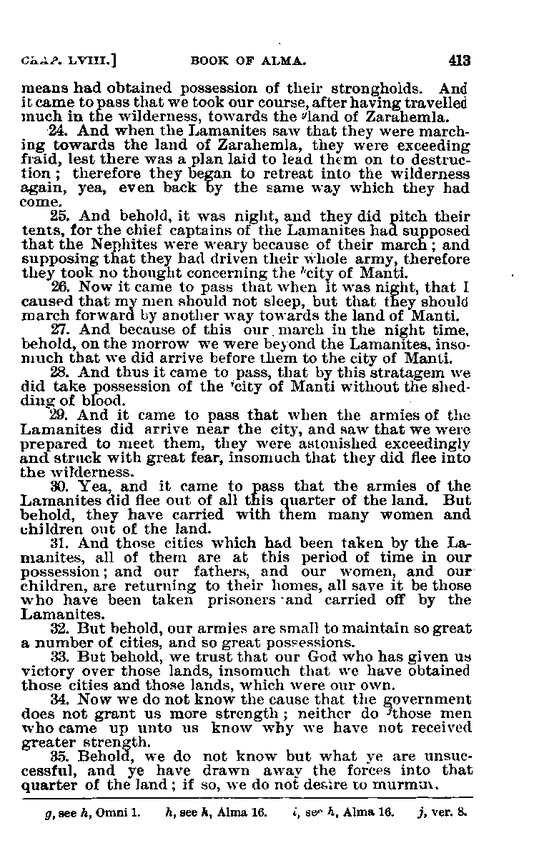 CHAP. LVIII.] BOOK OF ALMA. 413
means had obtained possession of their strongholds. And
it came to pass that we took our course, after having travelled
much in the wilderness, towards the ᵍland of Zarahemla.
24. And when the Lamanites saw that they were march-
ing towards the land of Zarahemla, they were exceeding
fraid, lest there was a plan laid to lead them on to destruc-
tion; therefore they began to retreat into the wilderness
again, yea, even back by the same way which they had
come.
25. And behold, it was night, and they did pitch their
tents, for the chief captains of the Lamanites had supposed
that the Nephites were weary because of their march; and
supposing that they had driven their whole army, therefore
they took no thought concerning the ʰcity of Manti.
26. Now it came to pass that when it was night, that I
caused that my men should not sleep, but that they should
march forward by another way towards the land of Manti.
27. And because of this our march in the night time,
behold, on the morrow we were beyond the Lamanites, inso-
much that we did arrive before them to the city of Manti.
28. And thus it came to pass, that by this stratagem we
did take possession of the ⁱcity of Manti without the shed-
ding of blood.
29. And it came to pass that when the armies of the
Lamanites did arrive near the city, and saw that we were
prepared to meet them, they were astonished exceedingly
and struck with great fear, insomuch that they did flee into
the wilderness.
30. Yea, and it came to pass that the armies of the
Lamanites did flee out of all this quarter of the land. But
behold, they have carried with them many women and
children out of the land.
31. And those cities which had been taken by the La-
manites, all of them are at this period of time in our
possession; and our fathers, and our women, and our
children, are returning to their homes, all save it be those
who have been taken prisoners and carried off by the
Lamanites.
32. But behold, our armies are small to maintain so great
a number of cities, and so great possessions.
33. But behold, we trust that our God who has given us
victory over those lands, insomuch that we have obtained
those cities and those lands, which were our own.
34. Now we do not know the cause that the government
does not grant us more strength; neither do ʲthose men
who came up unto us know why we have not received
greater strength.
35. Behold, we do not know but what ye are unsuc-
cessful, and ye have drawn away the forces into that
quarter of the land; if so, we do not desire to murmur.
g, see h, Omni 1. h, see h, Alma 16. i, see h, Alma 16. j, ver. 8.